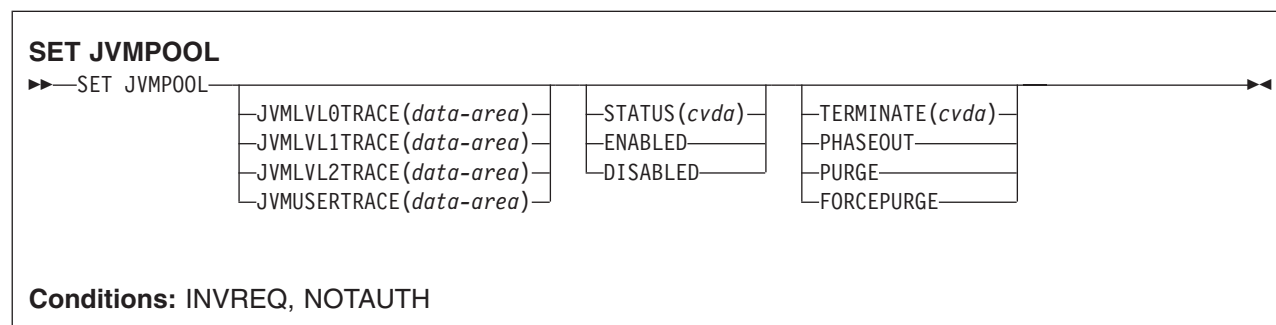 SET JVMPOOL
SET JVMPOOL
JVMLVL0TRACE(data-area) STATUS(cvda) TERMINATE(cvda)
JVMLVL1TRACE(data-area) ENABLED PHASEOUT
JVMLVL2TRACE(data-area) DISABLED PURGE
JVMUSERTRACE(data-area) FORCEPURGE
Conditions: INVREQ, NOTAUTH